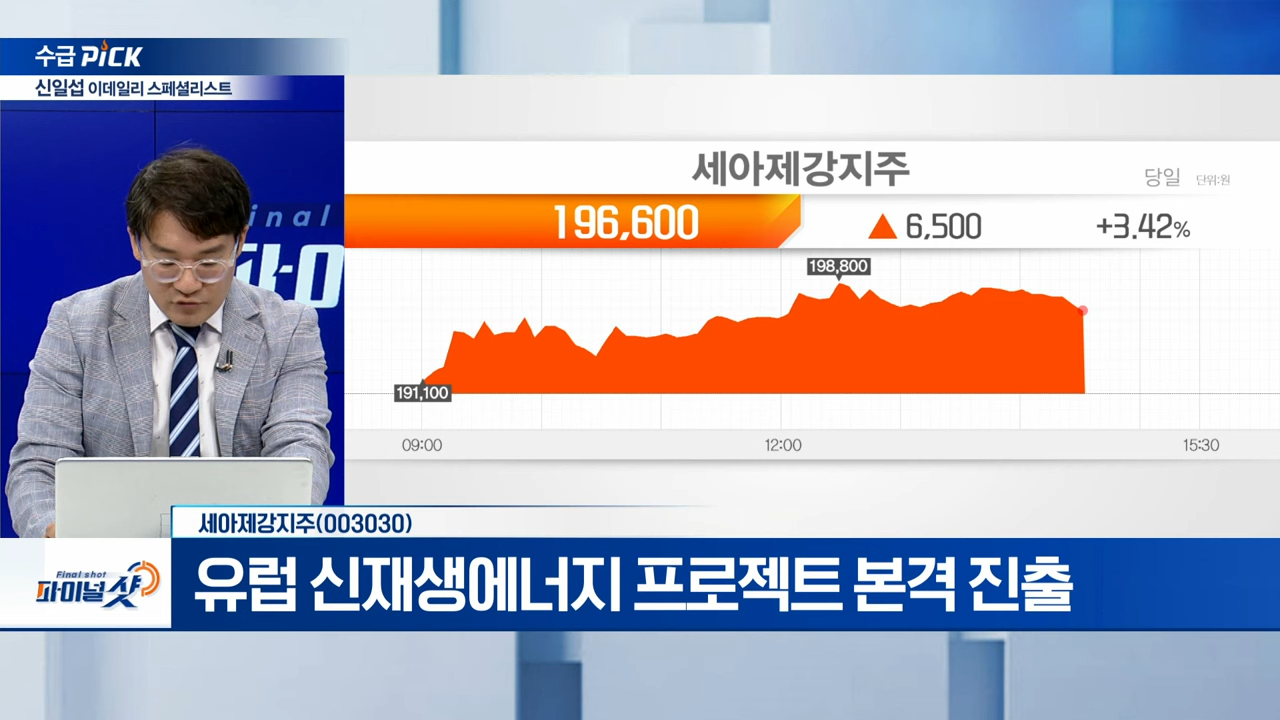 수급 PiCK
신일섭 이데일리 스페셜리스트
inal
파이
세아제강지주
당일 단위:원
196,600
▲ 6,500
+3.42%
198,800
191,100
09:00
12:00
15:30
세아제강지주(003030)
Final shot
파이널샷
유럽 신재생에너지 프로젝트 본격 진출